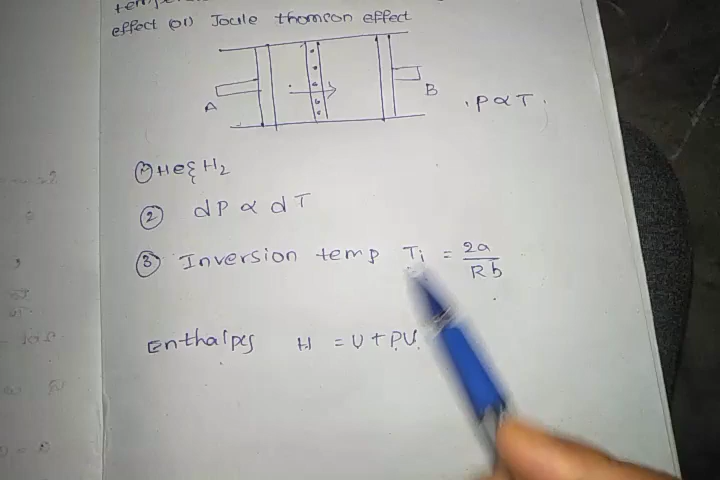 effect (or) Joule thomson effect
A
B
P ∝ T
① He & H₂
② dP ∝ dT
③ Inversion temp Ti = 2a / Rb
Enthalpy H = U + PV